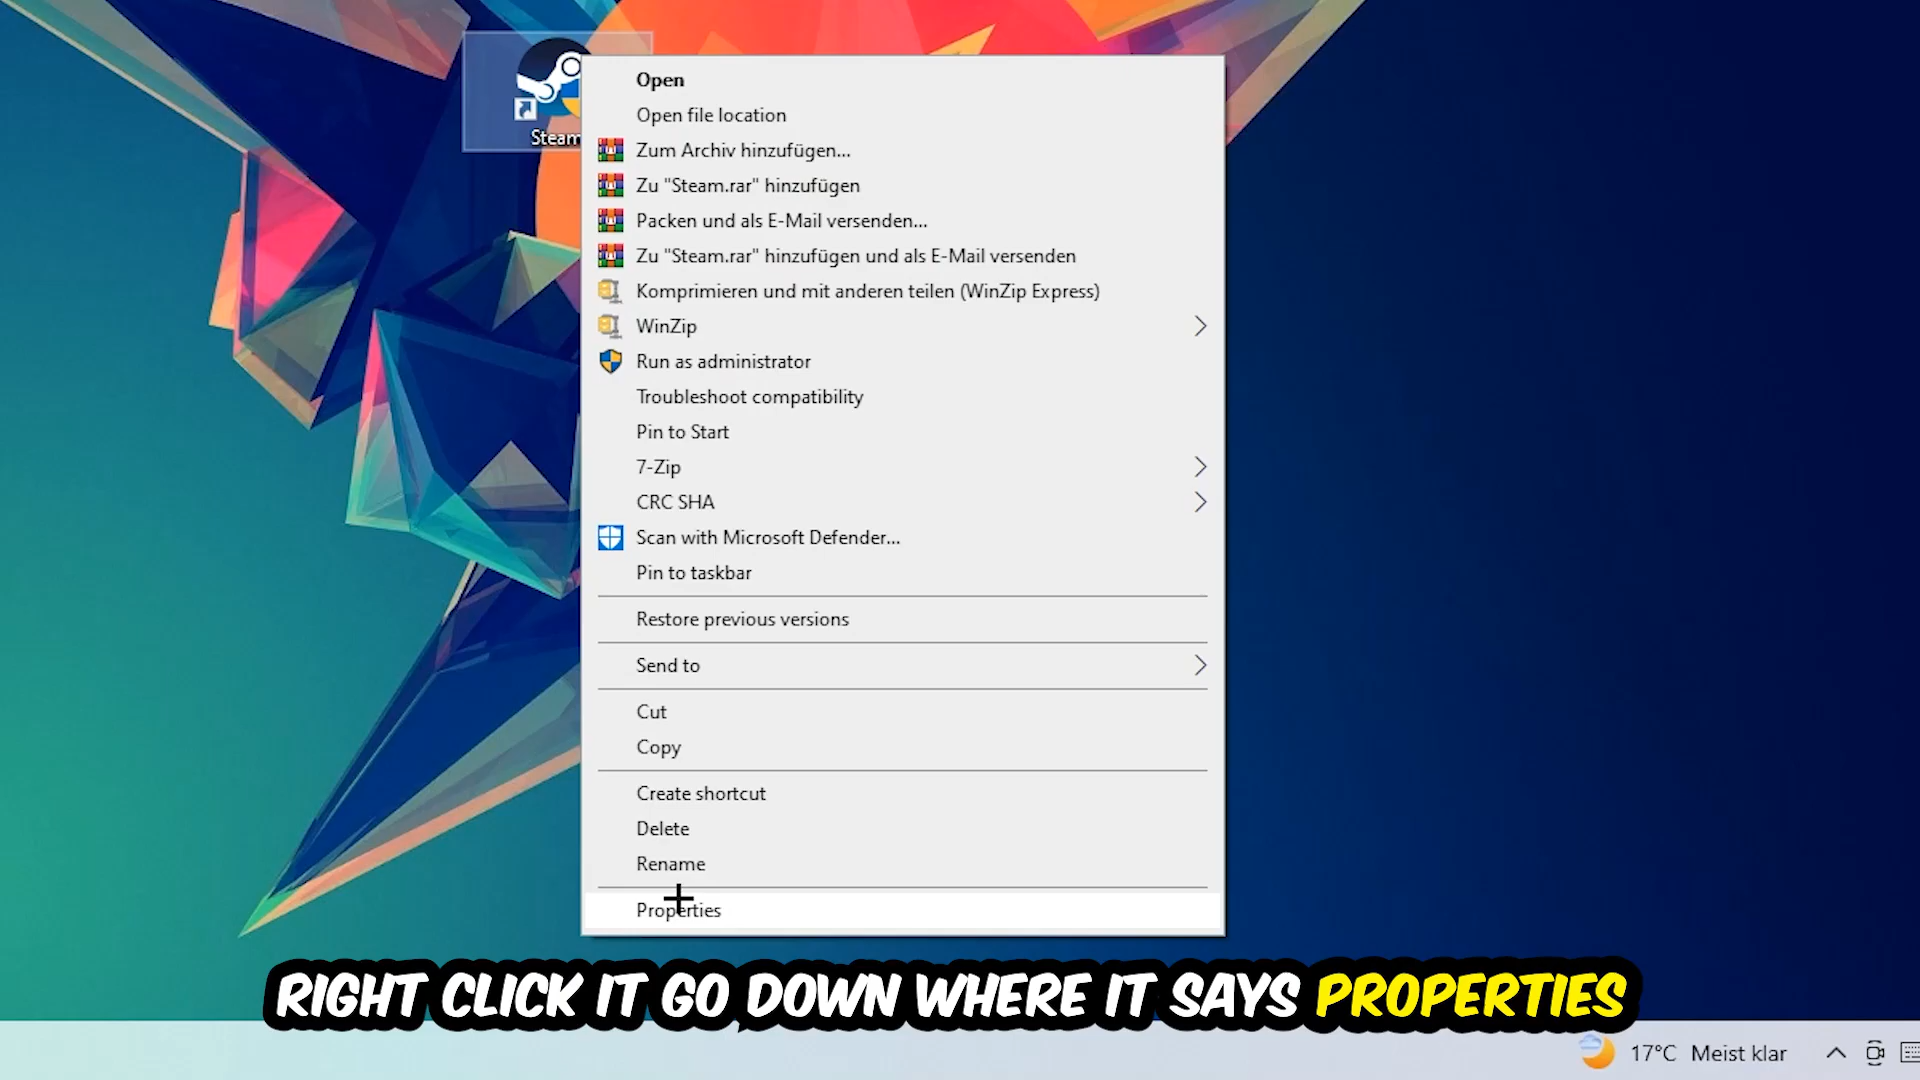 Steam
Open
Open file location
Zum Archiv hinzufügen...
Zu "Steam.rar" hinzufügen
Packen und als E-Mail versenden...
Zu "Steam.rar" hinzufügen und als E-Mail versenden
Komprimieren und mit anderen teilen (WinZip Express)
WinZip
Run as administrator
Troubleshoot compatibility
Pin to Start
7-Zip
CRC SHA
Scan with Microsoft Defender...
Pin to taskbar
Restore previous versions
Send to
Cut
Copy
Create shortcut
Delete
Rename
Properties
RIGHT CLICK IT GO DOWN WHERE IT SAYS PROPERTIES
17°C Meist klar